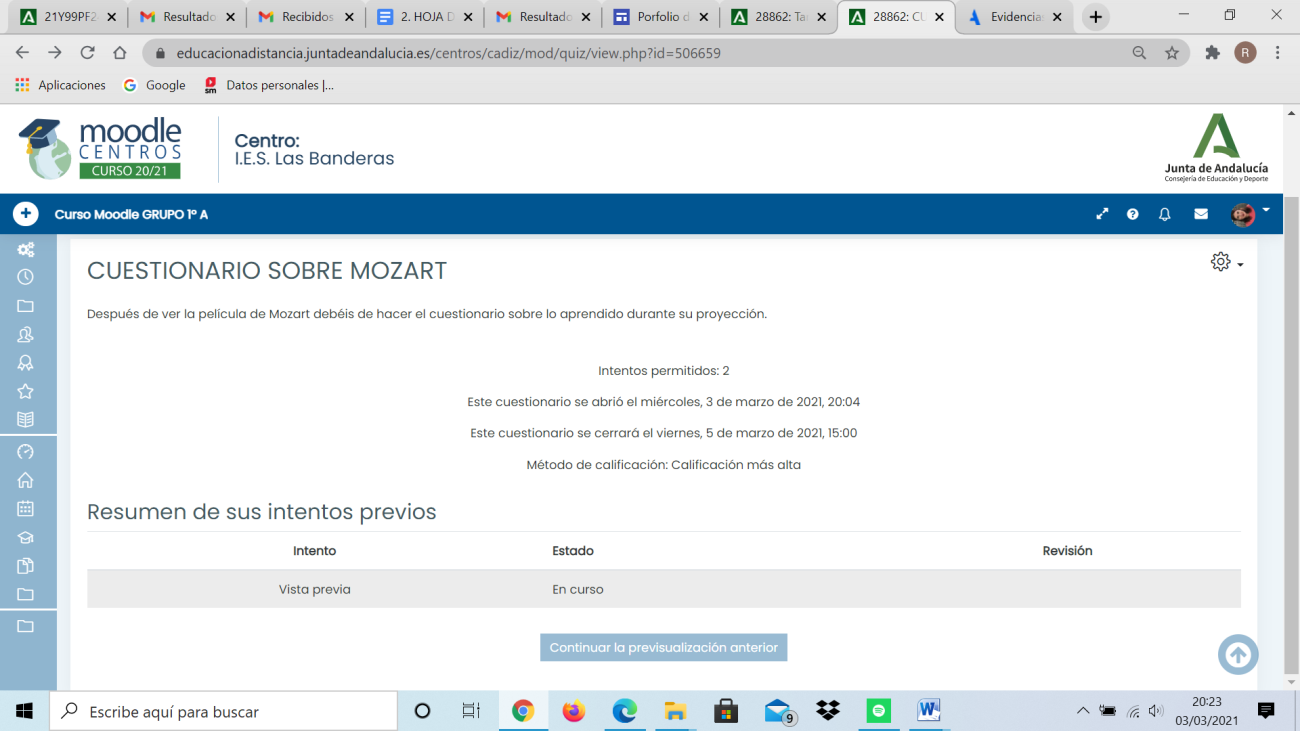 21Y99PF2
Resultado
Recibidos
2. HOJA D
Resultado
Porfolio d
28862: Ta
28862: CU
Evidencia
educacionadistancia.juntadeandalucia.es/centros/cadiz/mod/quiz/view.php?id=506659
R
Aplicaciones
Google
sm
Datos personales |...
moodle
CENTROS
CURSO 20/21
Centro:
I.E.S. Las Banderas
Junta de Andalucía
Consejería de Educación y Deporte
Curso Moodle GRUPO 1º A
CUESTIONARIO SOBRE MOZART
Después de ver la película de Mozart debéis de hacer el cuestionario sobre lo aprendido durante su proyección.
Intentos permitidos: 2
Este cuestionario se abrió el miércoles, 3 de marzo de 2021, 20:04
Este cuestionario se cerrará el viernes, 5 de marzo de 2021, 15:00
Método de calificación: Calificación más alta
Resumen de sus intentos previos
Intento Estado Revisión
Vista previa En curso
Continuar la previsualización anterior
Escribe aquí para buscar
9
W
20:23
03/03/2021